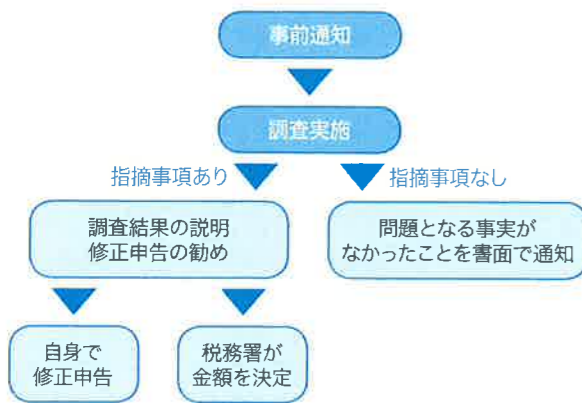 事前通知
調査実施
指摘事項あり
指摘事項なし
調査結果の説明
修正申告の勧め
問題となる事実が
なかったことを書面で通知
自身で
修正申告
税務署が
金額を決定